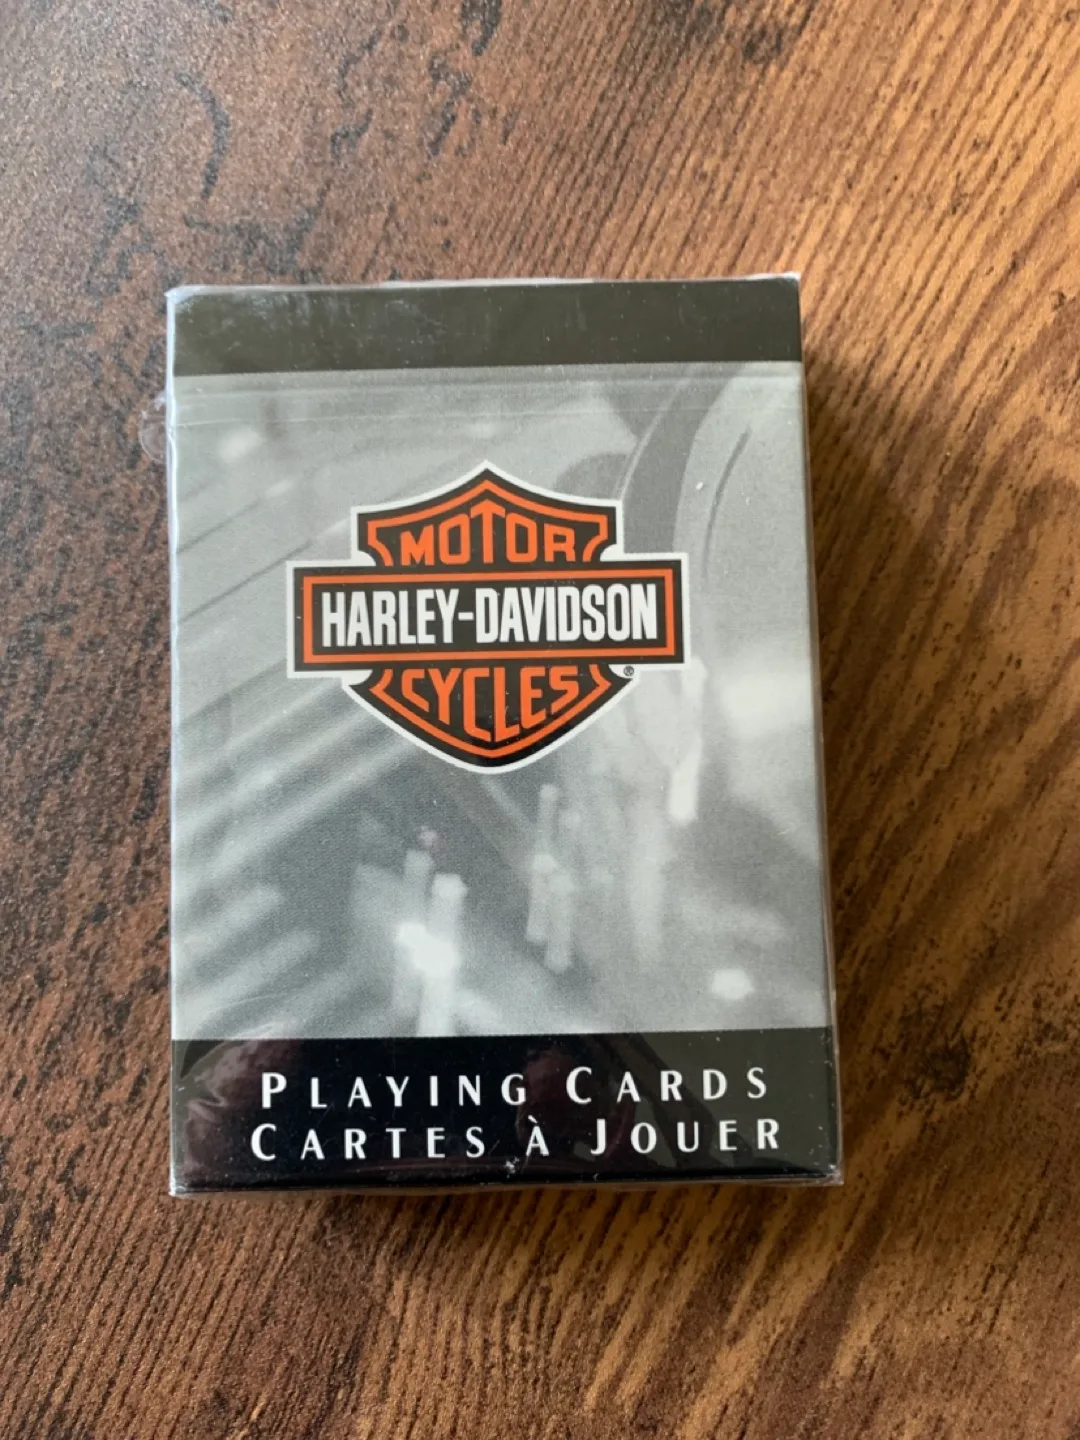 MOTOR
HARLEY-DAVIDSON
CYCLES ®
PLAYING CARDS
CARTES À JOUER